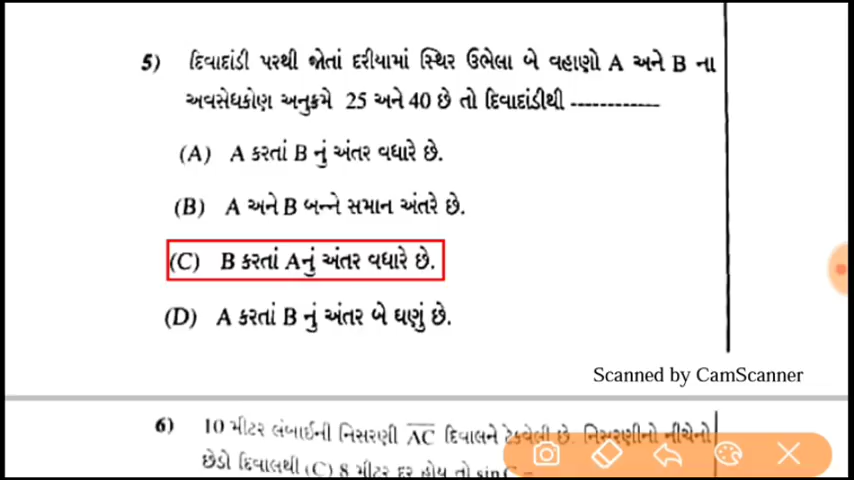 5) દિવાદાંડી પરથી જોતાં દરીયામાં સ્થિર ઉભેલા બે વહાણો A અને B ના
અવસેધકોણ અનુક્રમે 25 અને 40 છે તો દિવાદાંડીથી -----------
(A) A કરતાં B નું અંતર વધારે છે.
(B) A અને B બન્ને સમાન અંતરે છે.
(C) B કરતાં Aનું અંતર વધારે છે.
(D) A કરતાં B નું અંતર બે ઘણું છે.
Scanned by CamScanner
6) 10 મીટર લંબાઈની નિસરણી AC દિવાલને ટેકવેલી છે. નિસરણીનો નીચેનો
છેડો દિવાલથી (C) 8 મીટર દૂર હોય તો sin